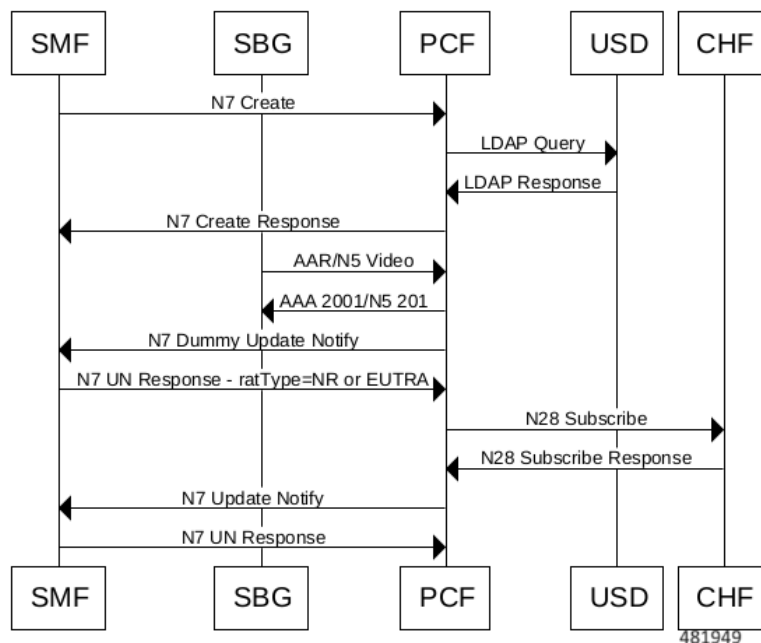 SMF SBG PCF USD CHF
N7 Create
LDAP Query
LDAP Response
N7 Create Response
AAR/N5 Video
AAA 2001/N5 201
N7 Dummy Update Notify
N7 UN Response - ratType=NR or EUTRA
N28 Subscribe
N28 Subscribe Response
N7 Update Notify
N7 UN Response
SMF SBG PCF USD CHF
481949